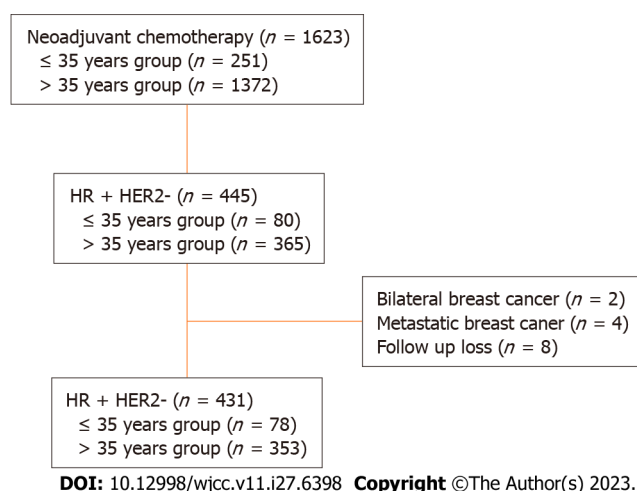 Neoadjuvant chemotherapy (n = 1623)
≤ 35 years group (n = 251)
> 35 years group (n = 1372)
HR + HER2- (n = 445)
≤ 35 years group (n = 80)
> 35 years group (n = 365)
Bilateral breast cancer (n = 2)
Metastatic breast caner (n = 4)
Follow up loss (n = 8)
HR + HER2- (n = 431)
≤ 35 years group (n = 78)
> 35 years group (n = 353)
DOI: 10.12998/wjcc.v11.i27.6398 Copyright ©The Author(s) 2023.